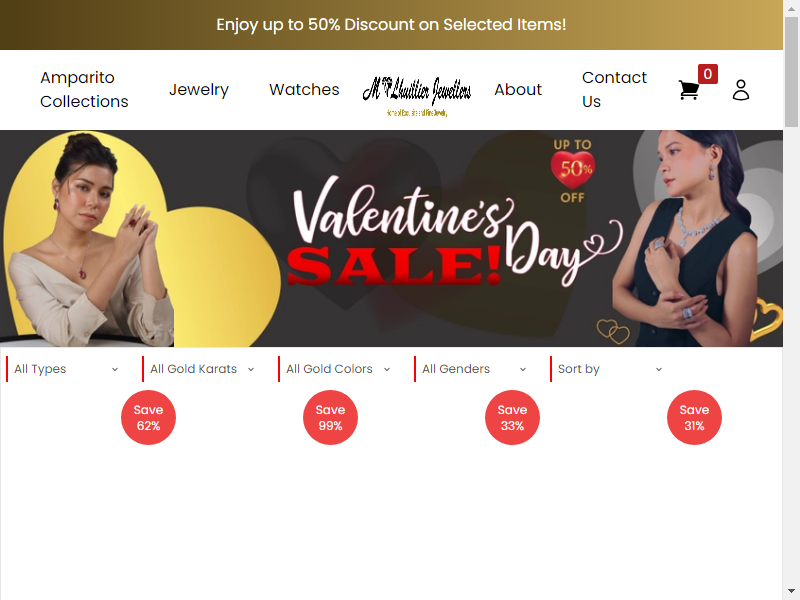 Enjoy up to 50% Discount on Selected Items!
Amparito
Collections
Jewelry
Watches
M Lhuillier Jewellers
About
Contact
Us
0
UP TO
50%
OFF
Valentine's
Day
SALE!
All Types
All Gold Karats
All Gold Colors
All Genders
Sort by
Save
62%
Save
99%
Save
33%
Save
31%